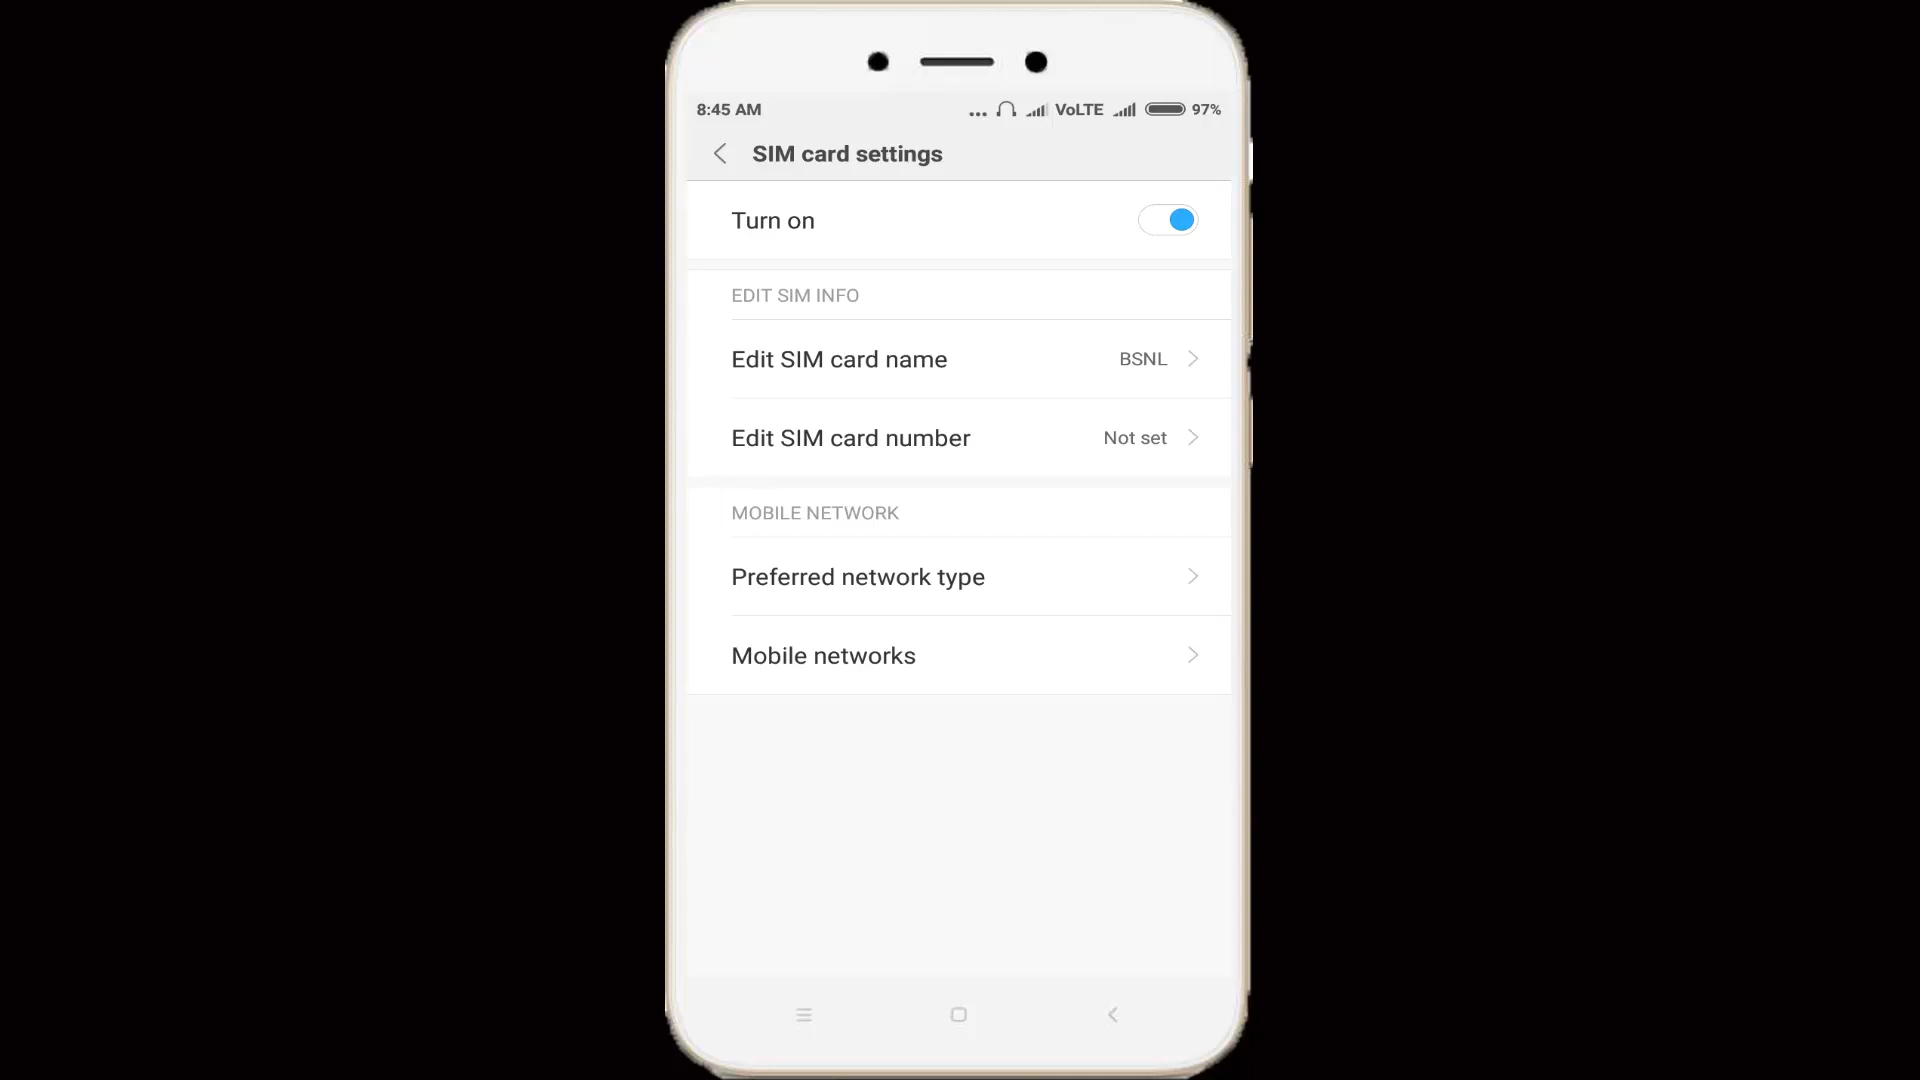 8:45 AM ... VoLTE 97%
SIM card settings
Turn on
EDIT SIM INFO
Edit SIM card name BSNL
Edit SIM card number Not set
MOBILE NETWORK
Preferred network type
Mobile networks